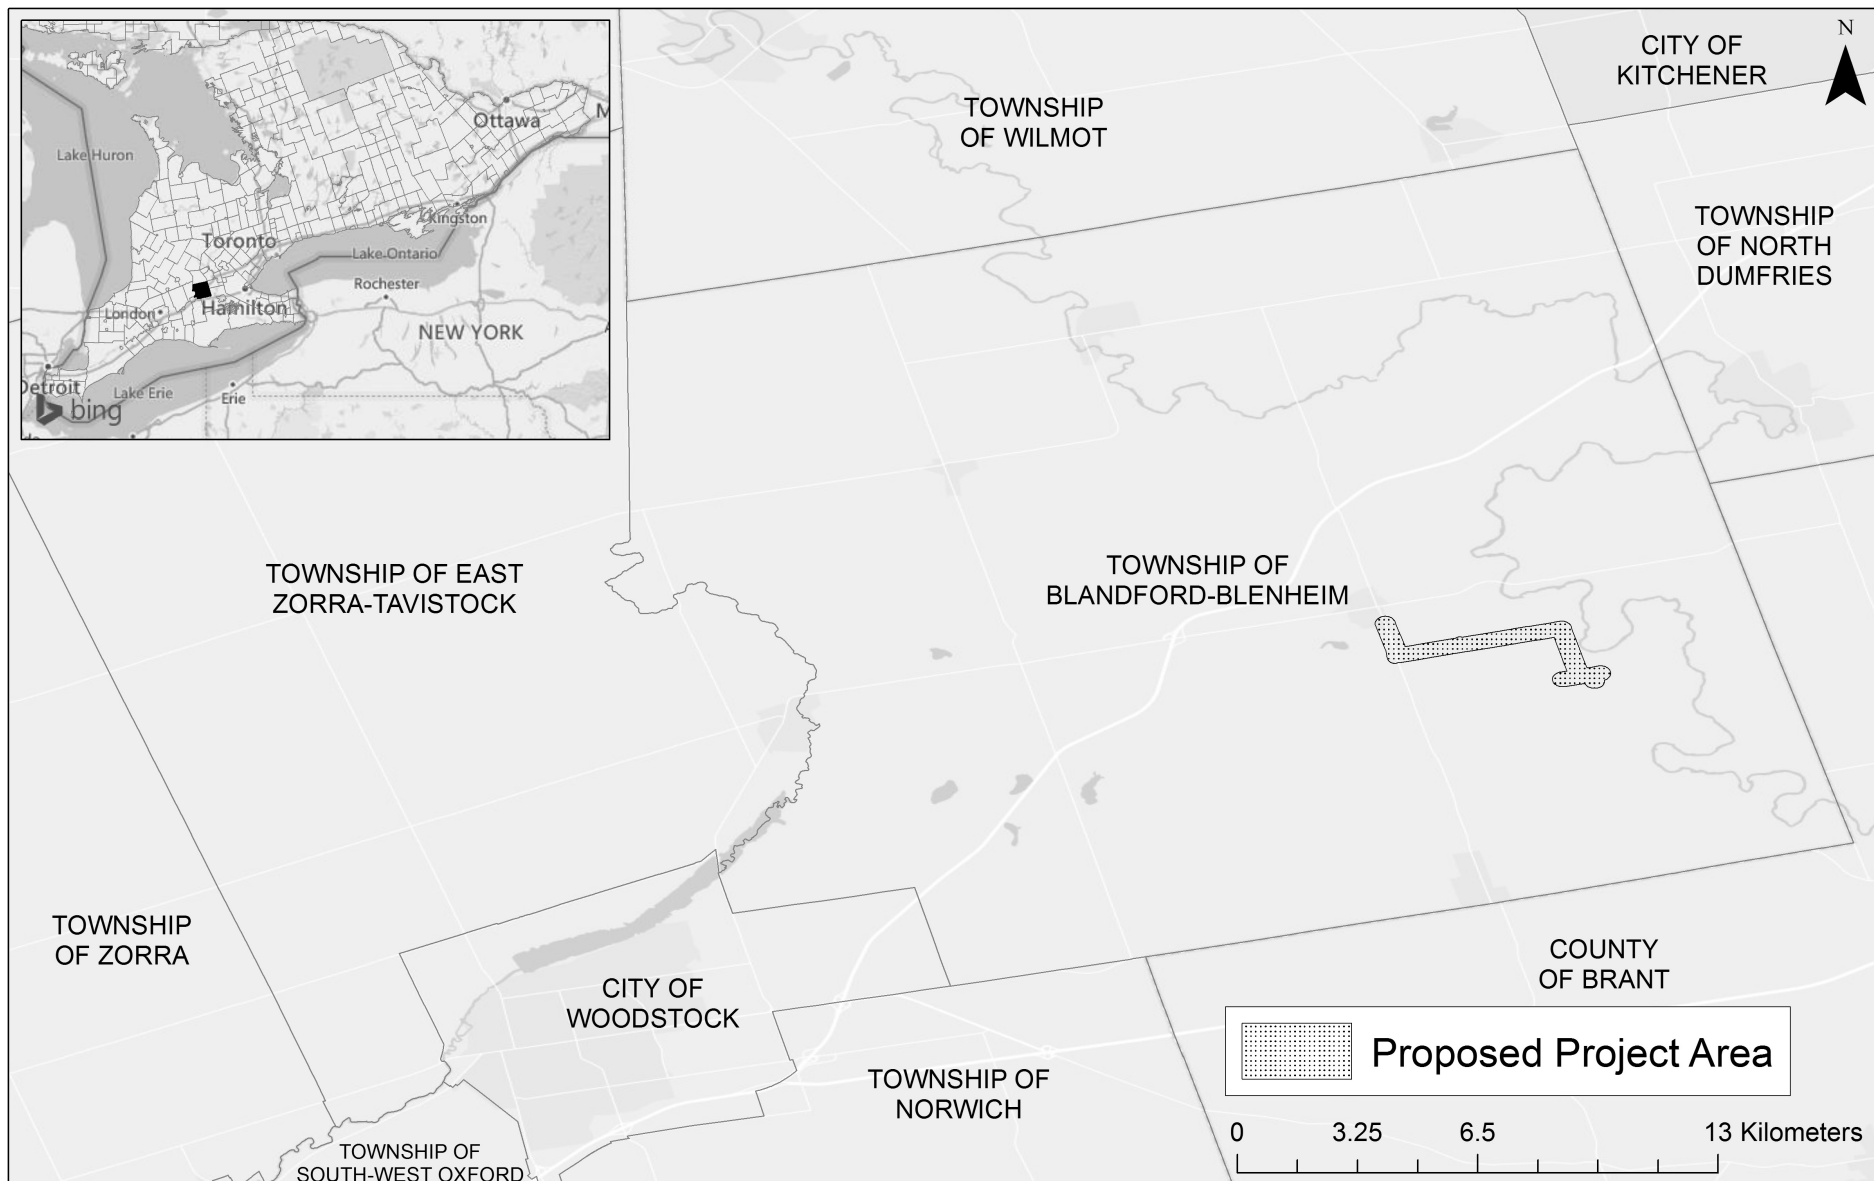 Lake Huron
Ottawa
M
Kingston
Toronto
Lake Ontario
Rochester
Hamilton
London
NEW YORK
Detroit
Lake Erie
Erie
bing
TOWNSHIP
OF WILMOT
CITY OF
KITCHENER
N
TOWNSHIP
OF NORTH
DUMFRIES
TOWNSHIP OF EAST
ZORRA-TAVISTOCK
TOWNSHIP OF
BLANDFORD-BLENHEIM
TOWNSHIP
OF ZORRA
CITY OF
WOODSTOCK
COUNTY
OF BRANT
TOWNSHIP OF
NORWICH
TOWNSHIP OF
SOUTH-WEST OXFORD
Proposed Project Area
0 3.25 6.5 13 Kilometers